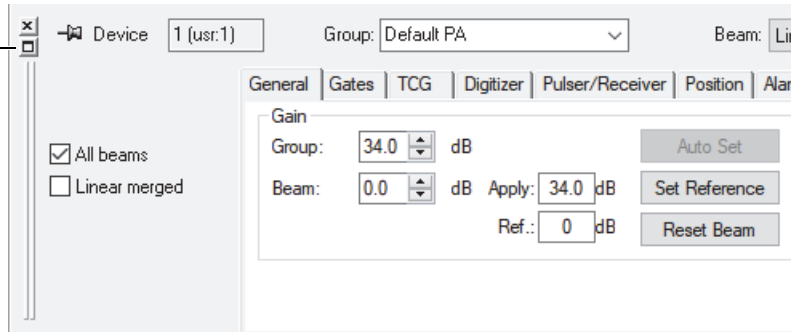 Device 1 (usr:1) Group: Default PA Beam:
General Gates TCG Digitizer Pulser/Receiver Position
Gain
Group: 34.0 dB Auto Set
All beams
Linear merged
Beam: 0.0 dB Apply: 34.0 dB Set Reference
Ref.: 0 dB Reset Beam